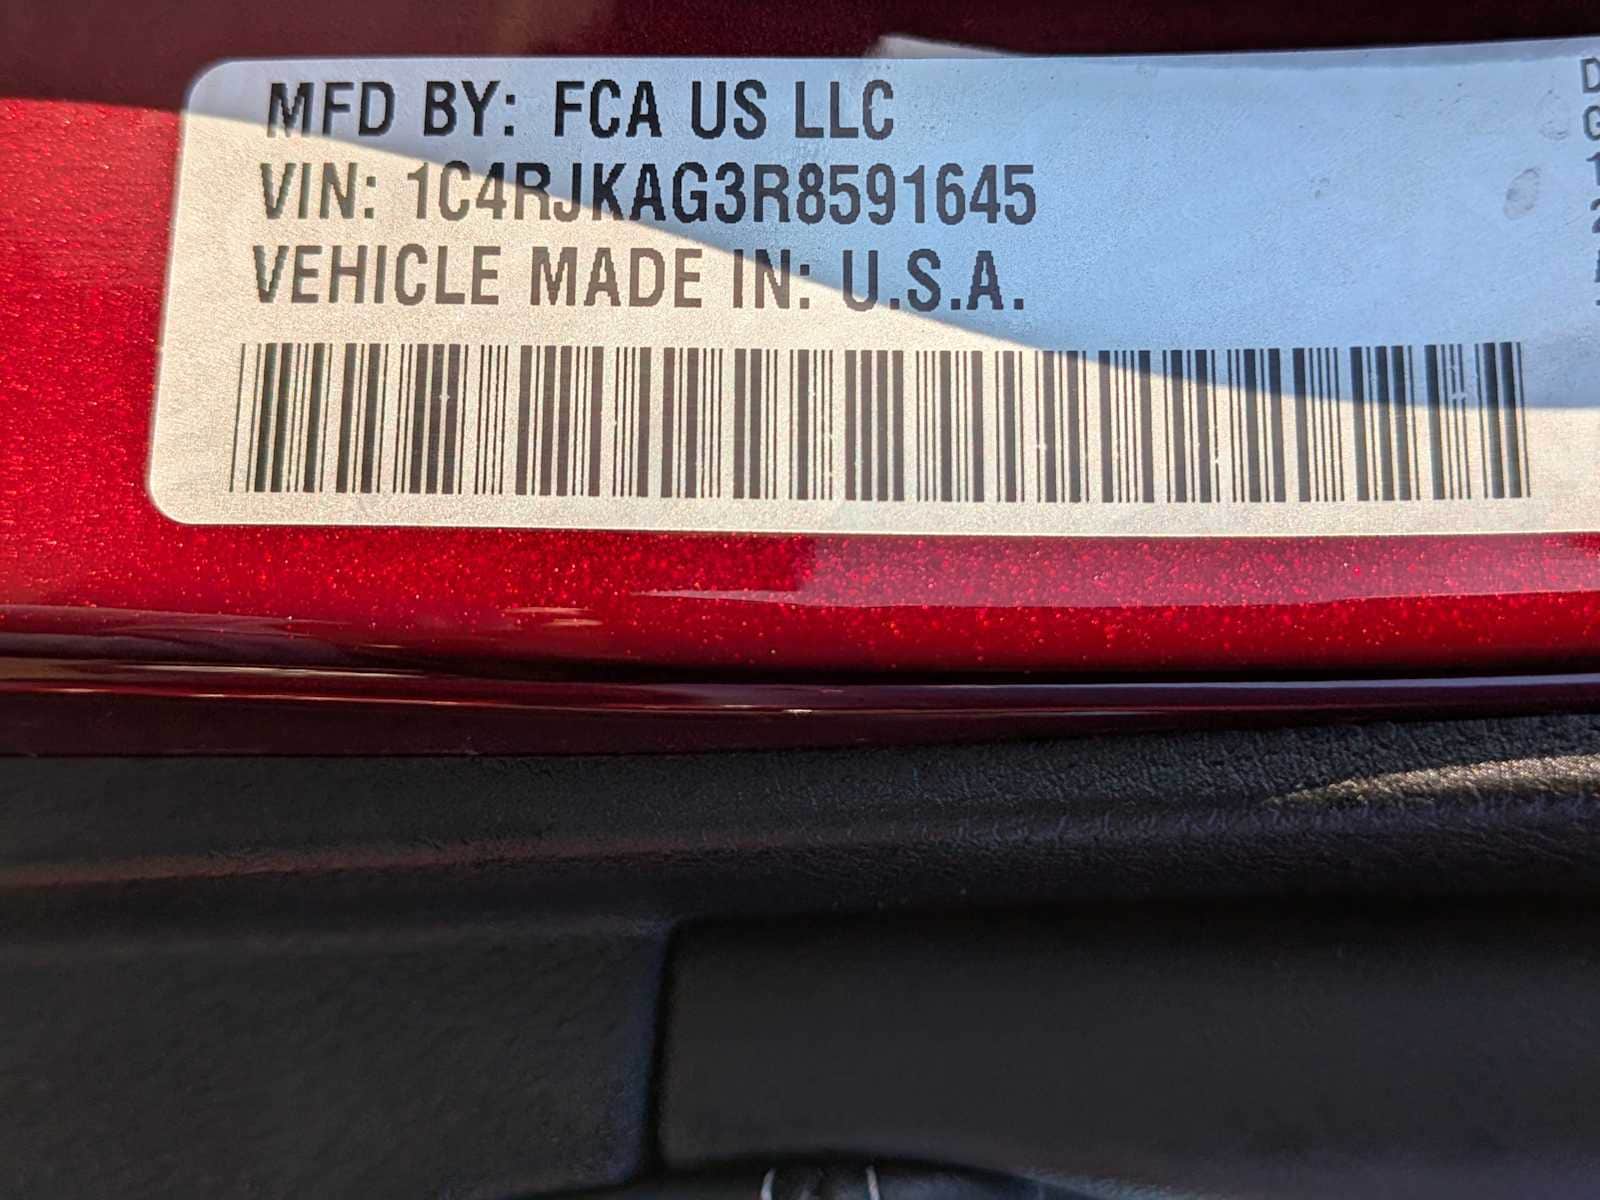 MFD BY: FCA US LLC
VIN: 1C4RJKAG3R8591645
VEHICLE MADE IN: U.S.A.